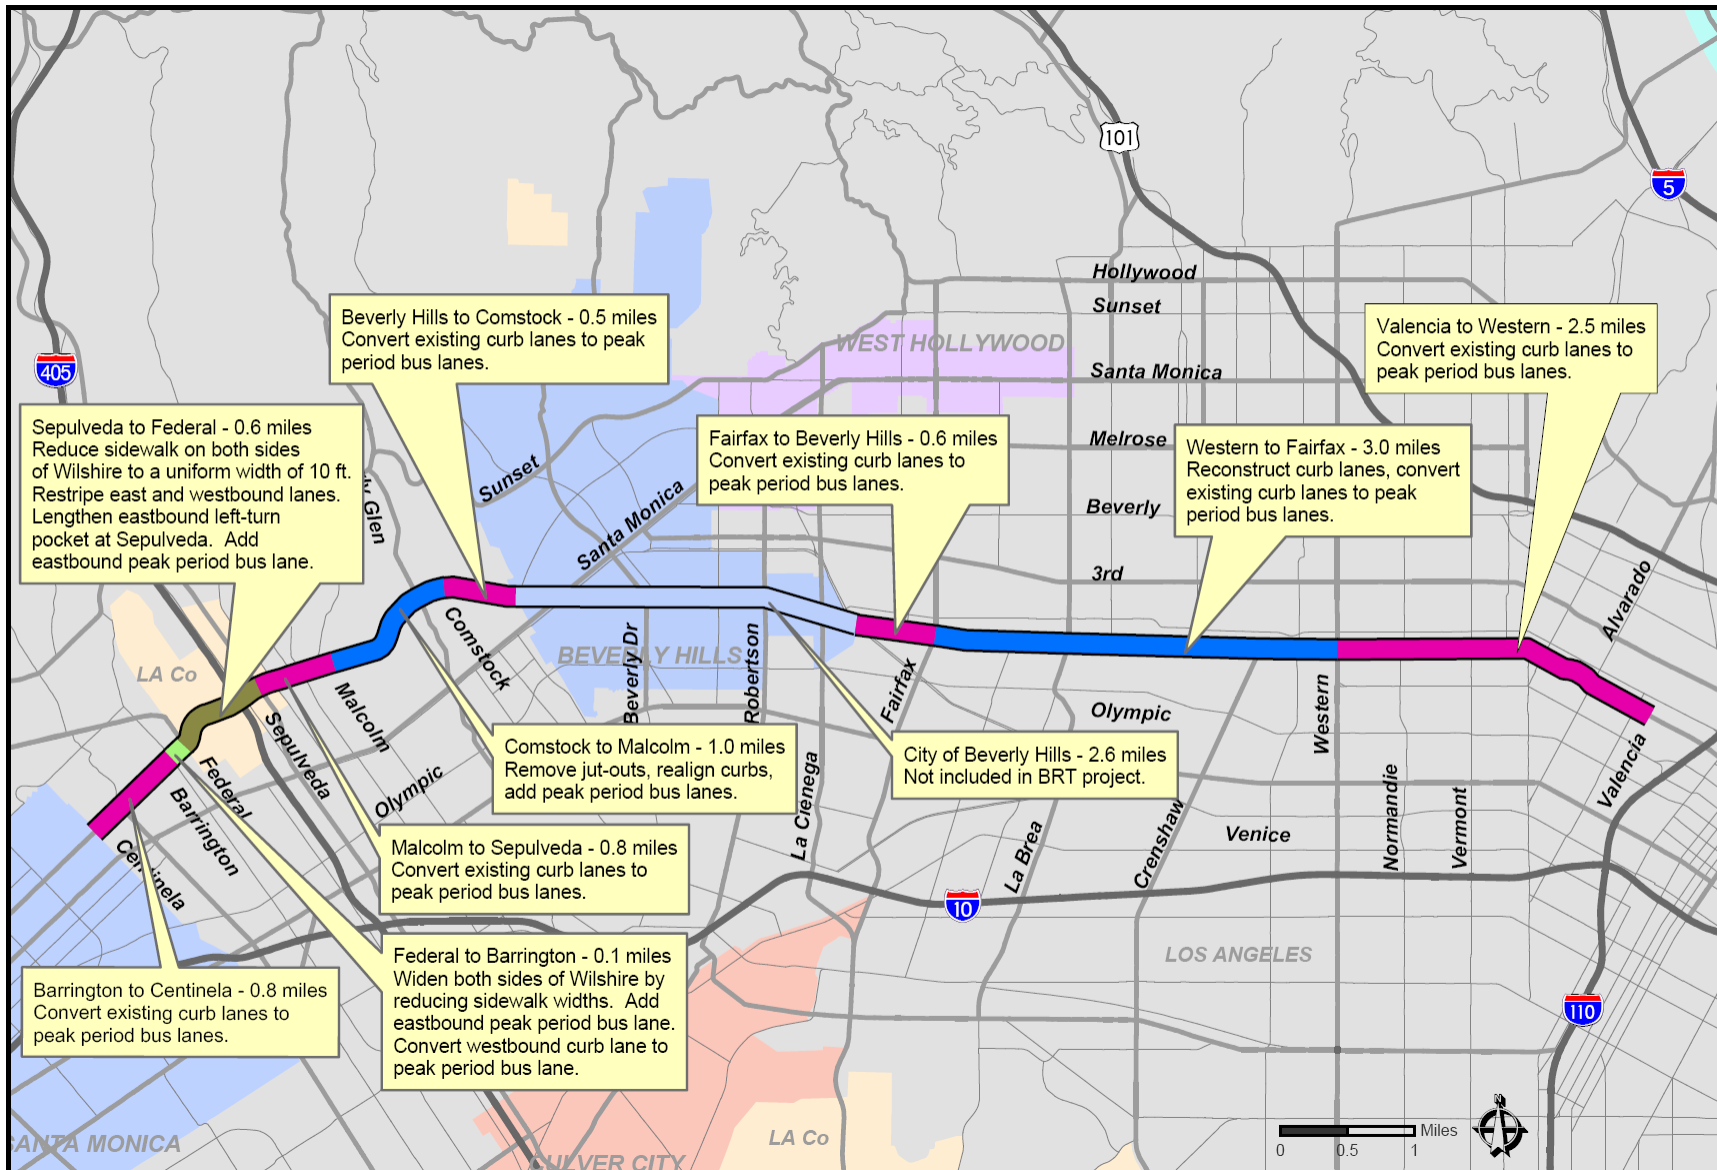 101
5
Hollywood
Sunset
WEST HOLLYWOOD
Santa Monica
Melrose
Beverly
3rd
405
Beverly Hills to Comstock - 0.5 miles
Convert existing curb lanes to peak
period bus lanes.
Valencia to Western - 2.5 miles
Convert existing curb lanes to
peak period bus lanes.
Sepulveda to Federal - 0.6 miles
Reduce sidewalk on both sides
of Wilshire to a uniform width of 10 ft.
Restripe east and westbound lanes.
Lengthen eastbound left-turn
pocket at Sepulveda. Add
eastbound peak period bus lane.
Fairfax to Beverly Hills - 0.6 miles
Convert existing curb lanes to
peak period bus lanes.
Western to Fairfax - 3.0 miles
Reconstruct curb lanes, convert
existing curb lanes to peak
period bus lanes.
Sunset
Santa Monica
Glen
Alvarado
LA Co
Comstock
BEVERLY HILLS
Beverly Dr
Robertson
Fairfax
Malcolm
Sepulveda
Federal
Barrington
Centinela
Olympic
Olympic
Western
Valencia
Comstock to Malcolm - 1.0 miles
Remove jut-outs, realign curbs,
add peak period bus lanes.
City of Beverly Hills - 2.6 miles
Not included in BRT project.
La Cienega
La Brea
Crenshaw
Venice
Normandie
Vermont
Malcolm to Sepulveda - 0.8 miles
Convert existing curb lanes to
peak period bus lanes.
10
LOS ANGELES
110
Federal to Barrington - 0.1 miles
Widen both sides of Wilshire by
reducing sidewalk widths. Add
eastbound peak period bus lane.
Convert westbound curb lane to
peak period bus lane.
Barrington to Centinela - 0.8 miles
Convert existing curb lanes to
peak period bus lanes.
SANTA MONICA
CULVER CITY
LA Co
N
Miles
0 0.5 1